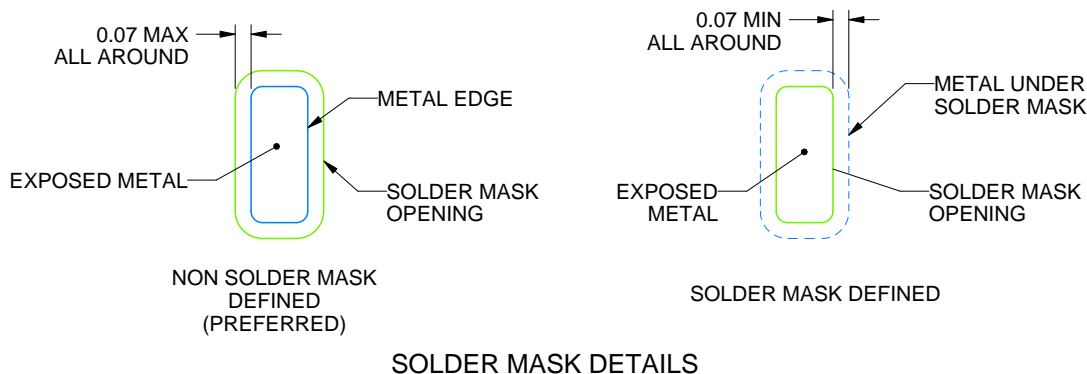 0.07 MAX
ALL AROUND
METAL EDGE
EXPOSED METAL
SOLDER MASK
OPENING
NON SOLDER MASK
DEFINED
(PREFERRED)
0.07 MIN
ALL AROUND
METAL UNDER
SOLDER MASK
EXPOSED
METAL
SOLDER MASK
OPENING
SOLDER MASK DEFINED
SOLDER MASK DETAILS